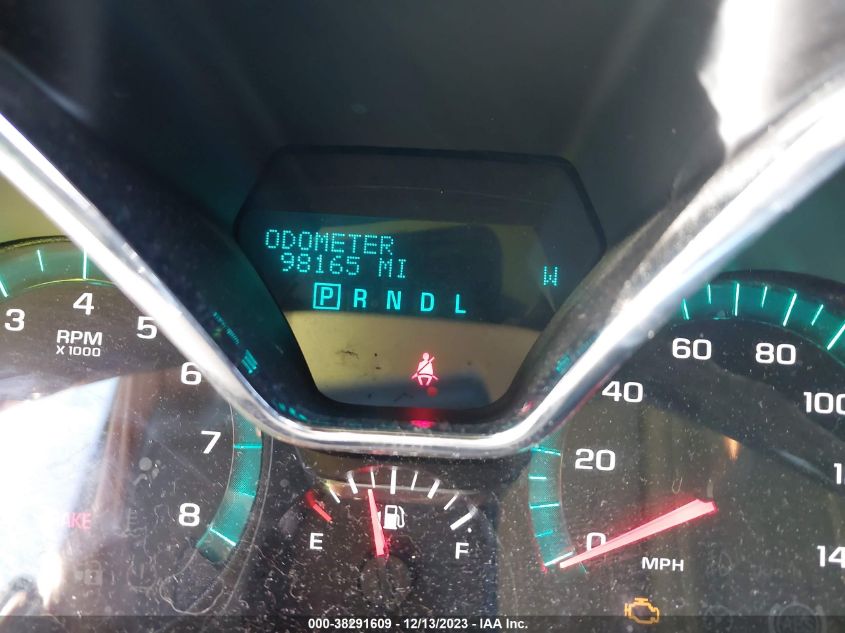 ODOMETER
98165 MI
W
P R N D L
3
4
5
6
7
8
RPM
X 1000
E
F
0
20
40
60
80
100
MPH
000-38291609 - 12/13/2023 - IAA Inc.